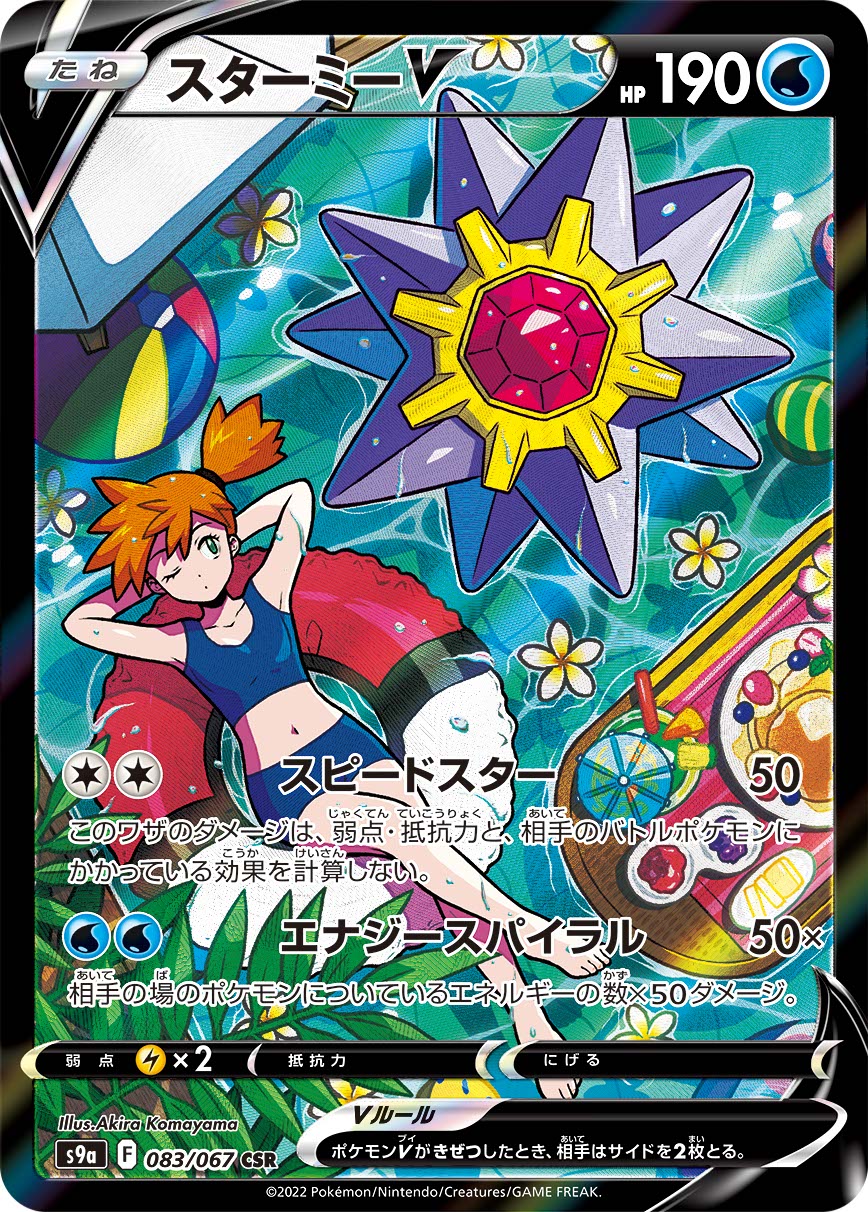 たね スターミーV HP 190
スピードスター 50
このワザのダメージは、弱点・抵抗力と、相手のバトルポケモンに
かかっている効果を計算しない。
エナジースパイラル 50×
相手の場のポケモンについているエネルギーの数×50ダメージ。
弱点 ×2 抵抗力 にげる
Illus. Akira Komayama
Vルール
ポケモンVがきぜつしたとき、相手はサイドを2枚とる。
s9a F 083/067 CSR
©2022 Pokémon/Nintendo/Creatures/GAME FREAK.